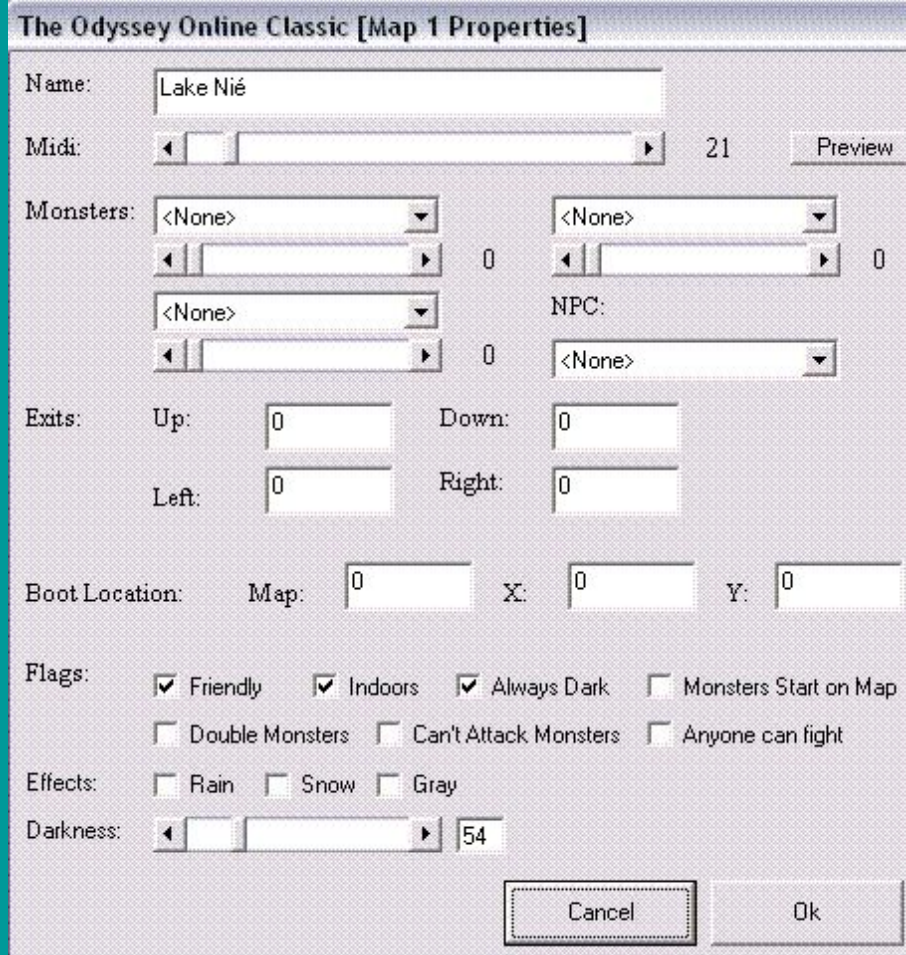 The Odyssey Online Classic [Map 1 Properties]
Name: Lake Nié
Midi: 21 Preview
Monsters: <None> <None>
0 0
<None> NPC:
0 <None>
Exits: Up: 0 Down: 0
Left: 0 Right: 0
Boot Location: Map: 0 X: 0 Y: 0
Flags: Friendly Indoors Always Dark Monsters Start on Map
Double Monsters Can't Attack Monsters Anyone can fight
Effects: Rain Snow Gray
Darkness: 54
Cancel Ok